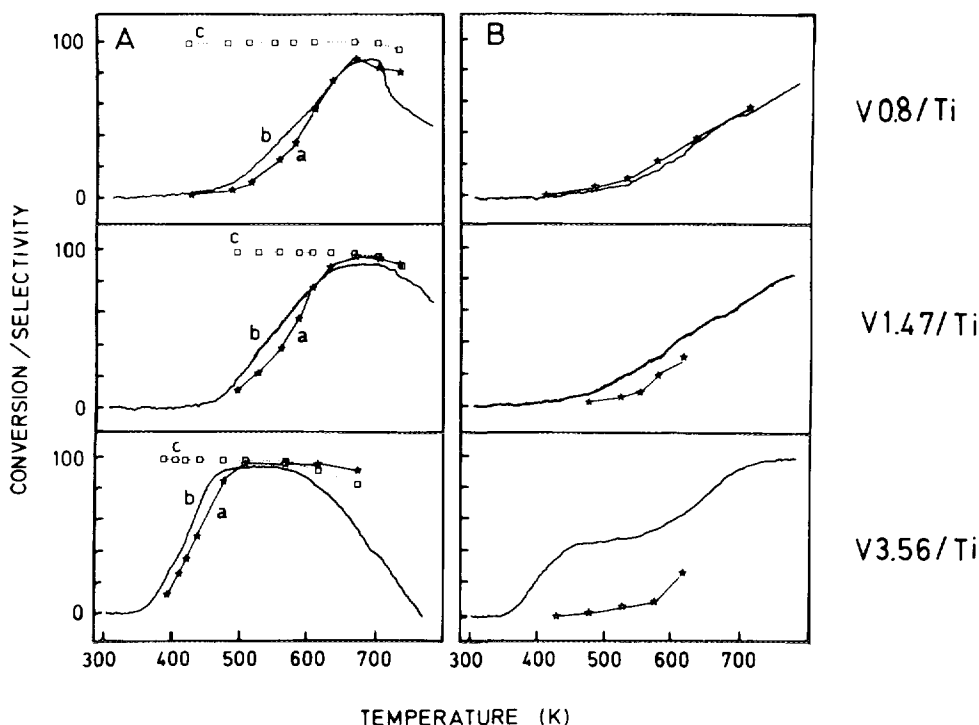 A
B
100
c
b
a
0
V0.8/Ti
100
c
b
a
0
V1.47/Ti
100
c
b
a
0
V3.56/Ti
300 400 500 600 700
300 400 500 600 700
CONVERSION/SELECTIVITY
TEMPERATURE (K)